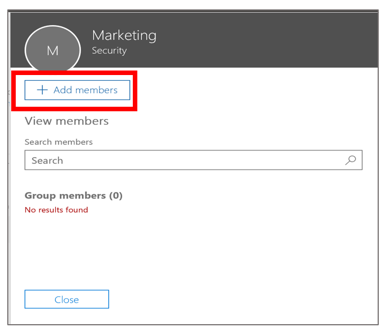 M
Marketing
Security
+ Add members
View members
Search members
Search
Group members (0)
No results found
Close